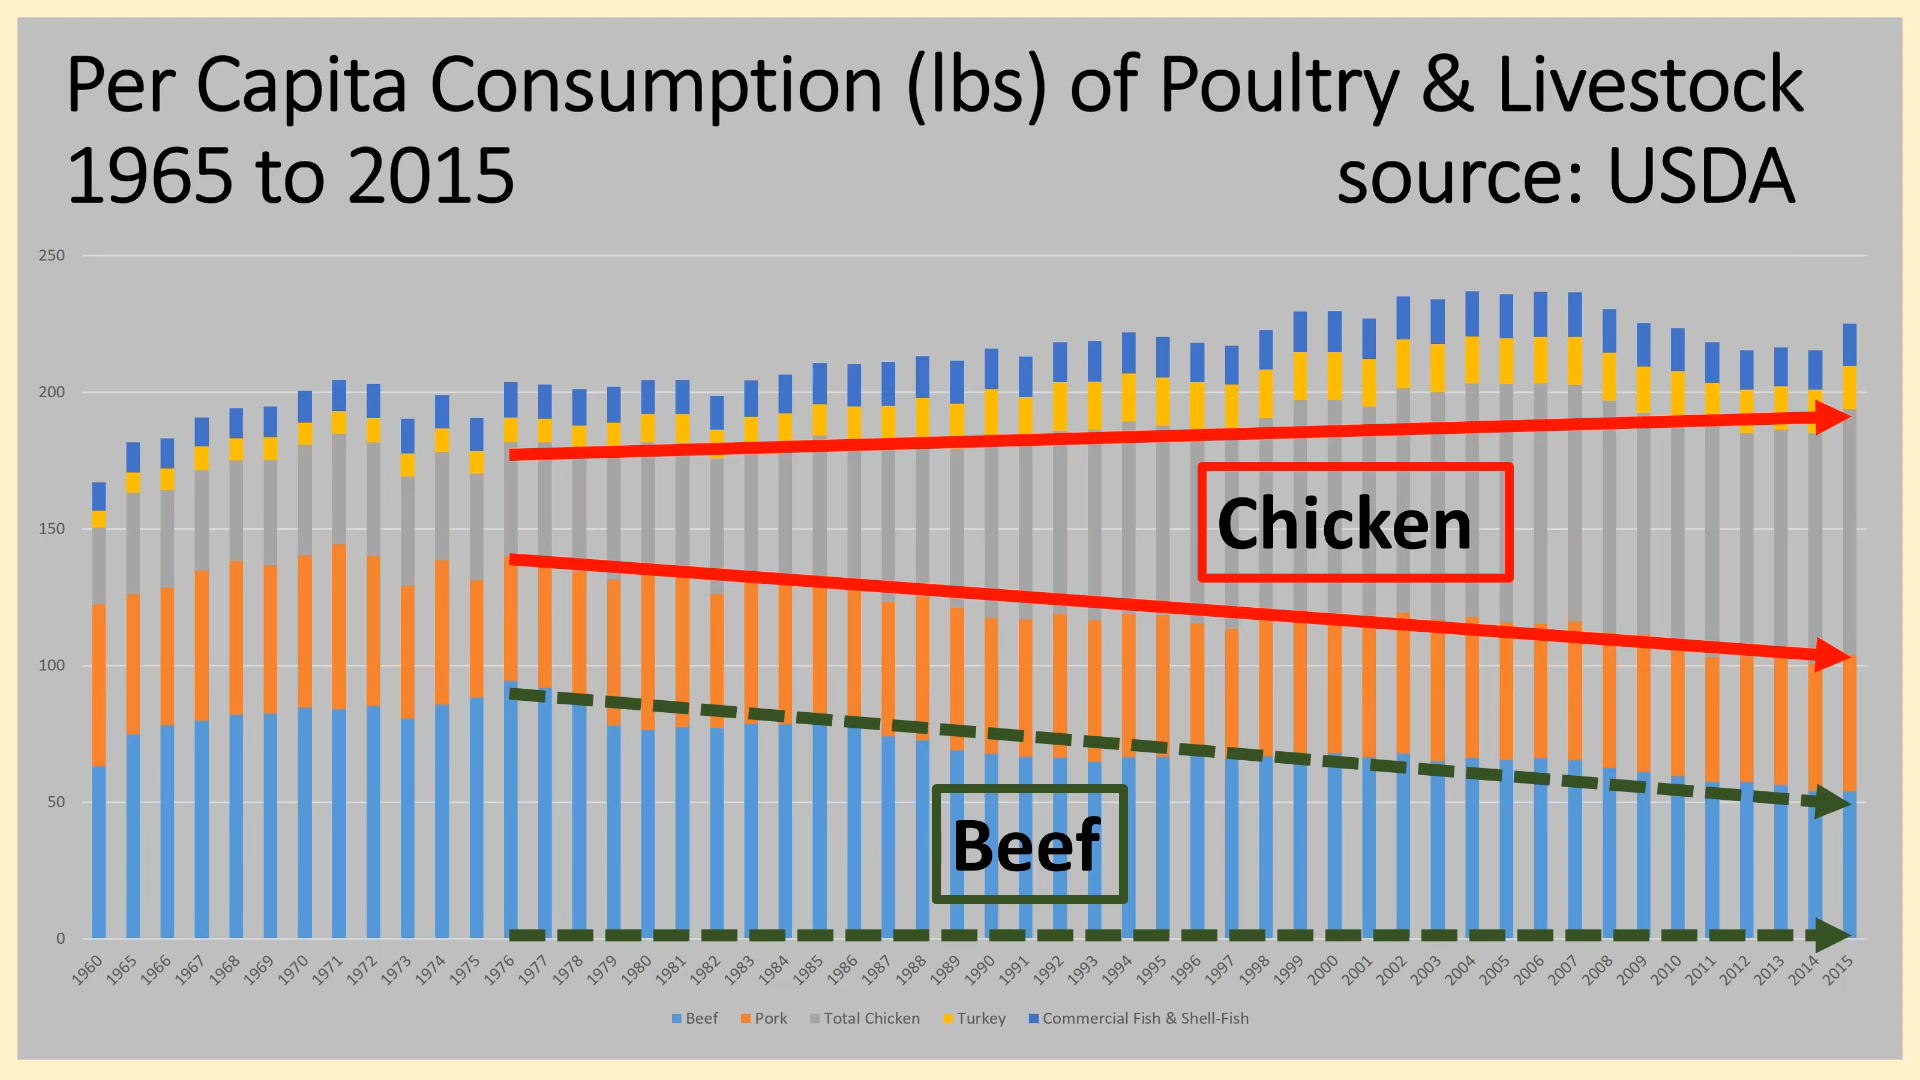 Per Capita Consumption (lbs) of Poultry & Livestock
1965 to 2015 source: USDA
250
200
150
100
50
0
Chicken
Beef
1960 1965 1966 1967 1968 1969 1970 1971 1972 1973 1974 1975 1976 1977 1978 1979 1980 1981 1982 1983 1984 1985 1986 1987 1988 1989 1990 1991 1992 1993 1994 1995 1996 1997 1998 1999 2000 2001 2002 2003 2004 2005 2006 2007 2008 2009 2010 2011 2012 2013 2014 2015
Beef Pork Total Chicken Turkey Commercial Fish & Shell-Fish